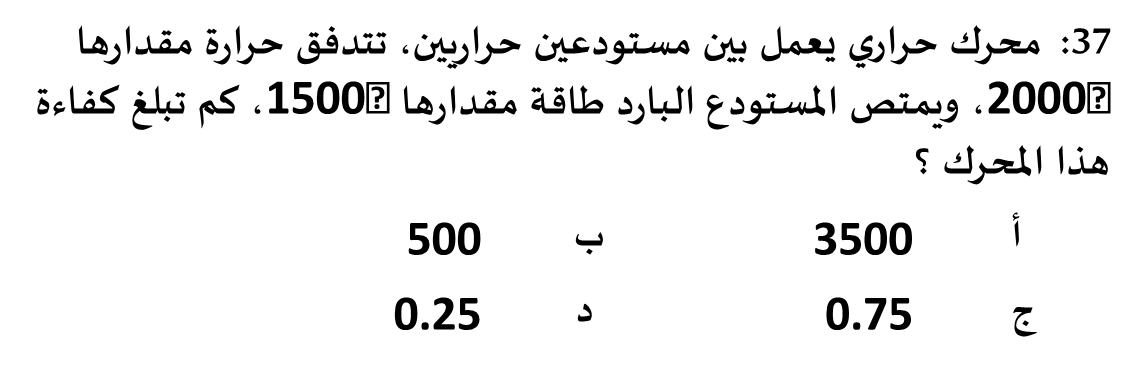 37: محرك حراري يعمل بين مستودعين حراريين، تتدفق حرارة مقدارها
2000، ويمتص المستودع البارد طاقة مقدارها 1500، كم تبلغ كفاءة
هذا المحرك ؟
أ 3500 ب 500
ج 0.75 د 0.25